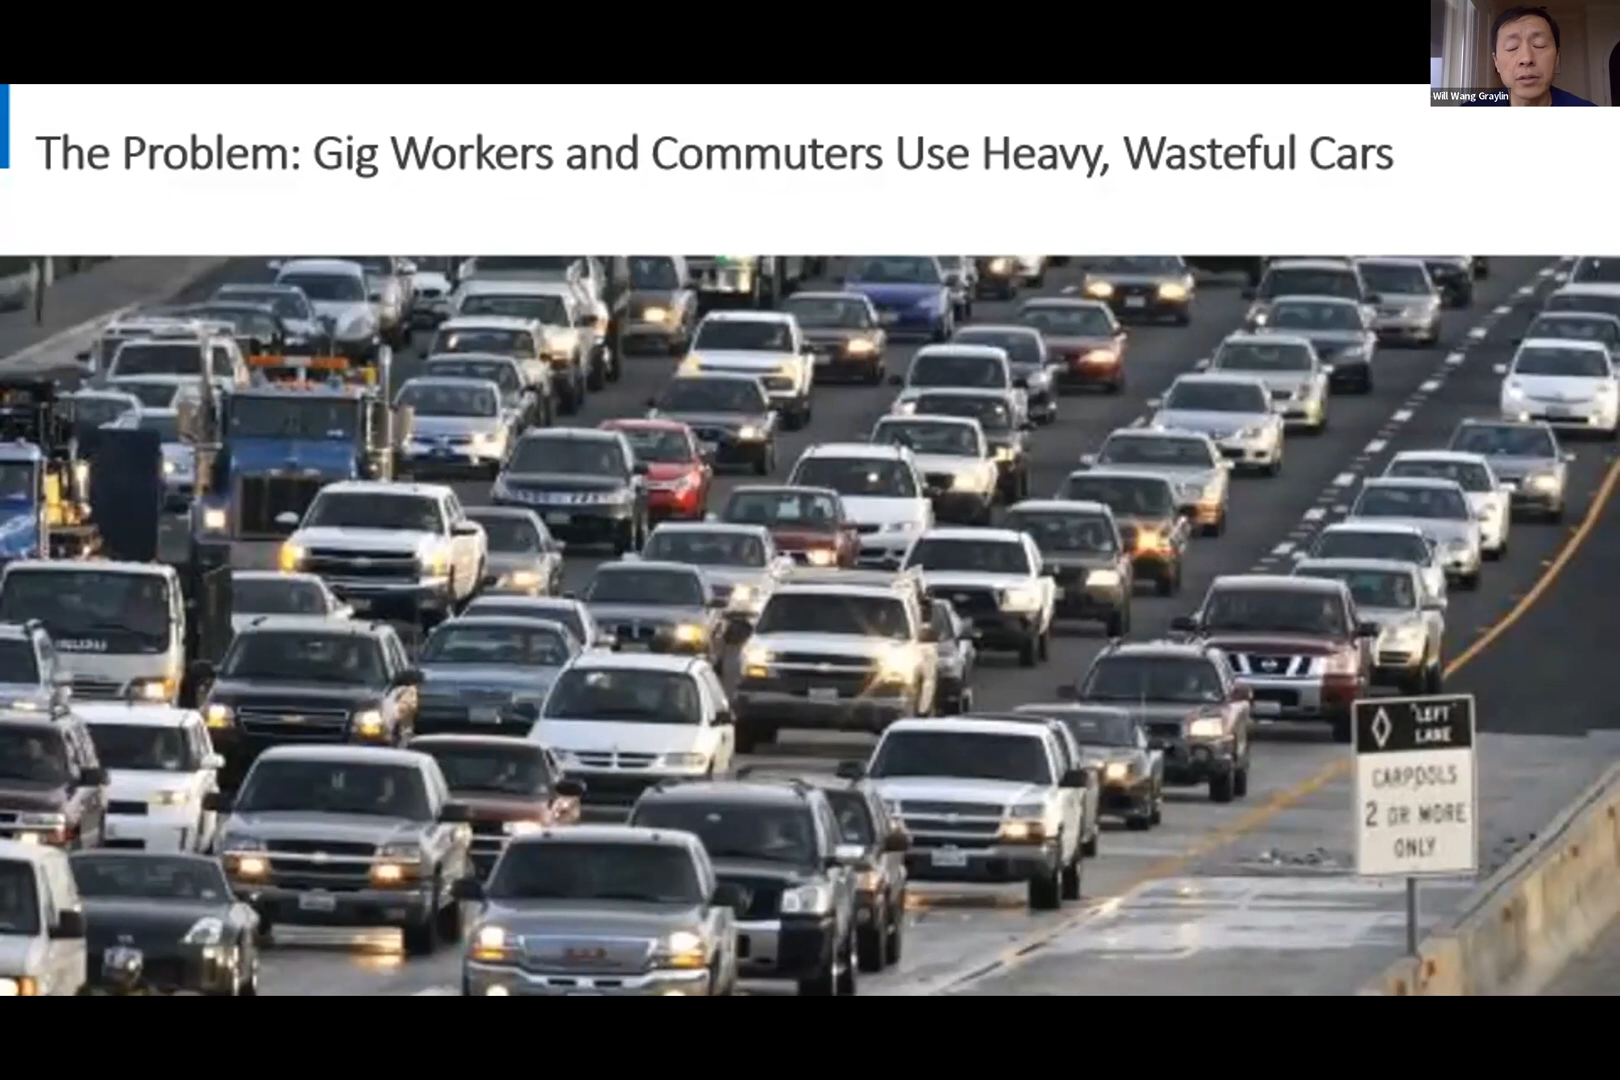 Will Wang Graylin
The Problem: Gig Workers and Commuters Use Heavy, Wasteful Cars
LEFT
LANE
CARPOOLS
2 OR MORE
ONLY